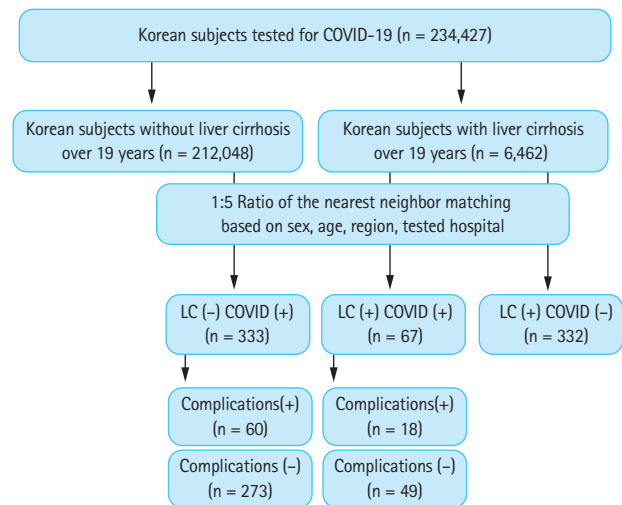 Korean subjects tested for COVID-19 (n = 234,427)
Korean subjects without liver cirrhosis
over 19 years (n = 212,048)
Korean subjects with liver cirrhosis
over 19 years (n = 6,462)
1:5 Ratio of the nearest neighbor matching
based on sex, age, region, tested hospital
LC (–) COVID (+)
(n = 333)
LC (+) COVID (+)
(n = 67)
LC (+) COVID (–)
(n = 332)
Complications(+)
(n = 60)
Complications(+)
(n = 18)
Complications (–)
(n = 273)
Complications (–)
(n = 49)